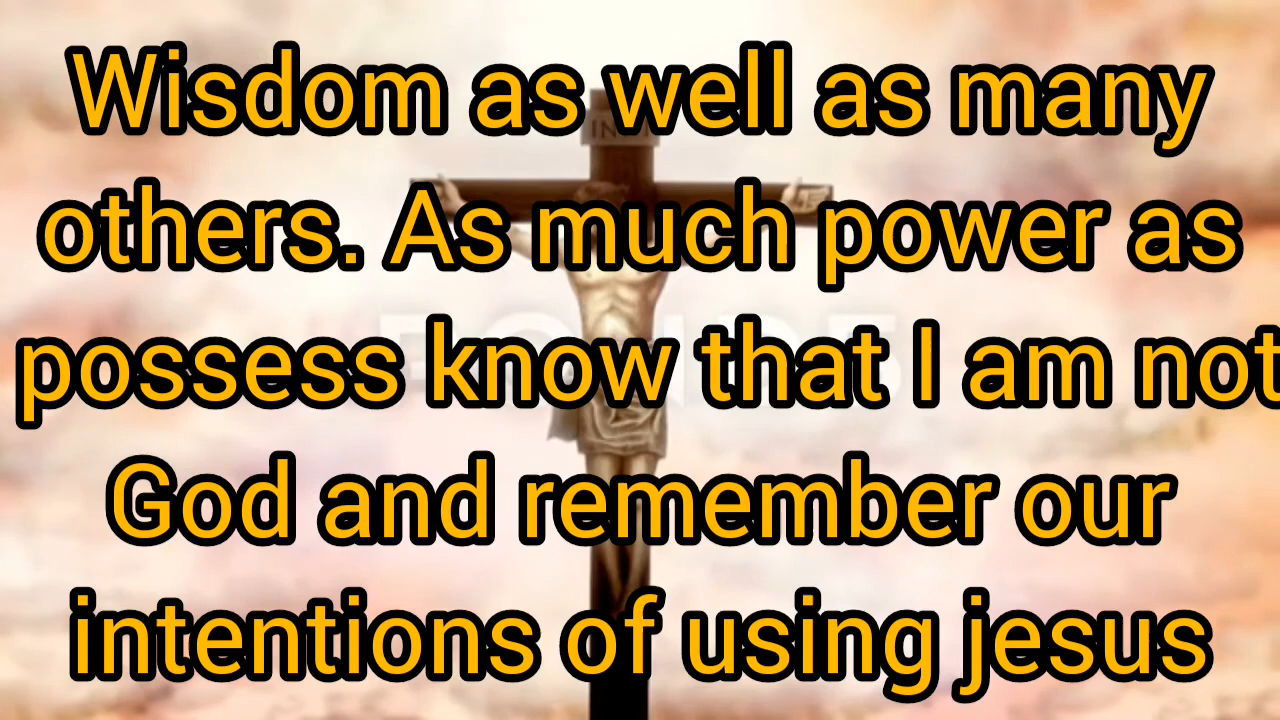 Wisdom as well as many
others. As much power as
possess know that I am not
God and remember our
intentions of using jesus